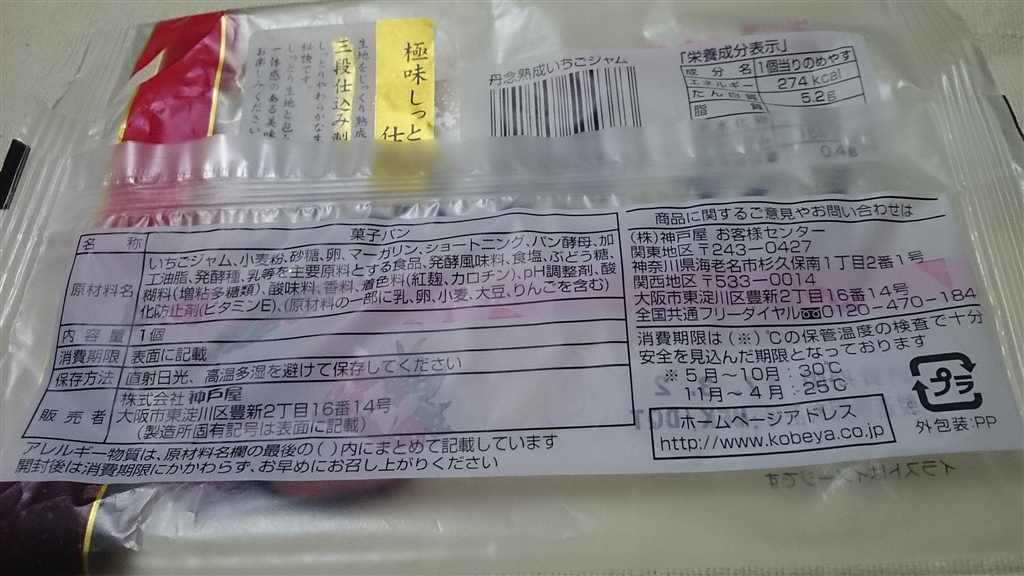 極味しっと
仕
三段仕込み製
生地をじっくり熟成
しっとりやわらかな生
秘訣です。
しっとり生地と包
一体感のある美味
お楽しみください。
丹念熟成いちごジャム
「栄養成分表示」
成分名 1個当りのめやす
エネルギー 274kcal
たん白質 5.2g
脂質
0.4g
名称 菓子パン
原材料名 いちごジャム、小麦粉、砂糖、卵、マーガリン、ショートニング、パン酵母、加
工油脂、発酵種、乳等を主要原料とする食品、発酵風味料、食塩、ぶどう糖、
糊料(増粘多糖類)、酸味料、香料、着色料(紅麹、カロチン)、pH調整剤、酸
化防止剤(ビタミンE)、(原材料の一部に乳、卵、小麦、大豆、りんごを含む)
内容量 1個
消費期限 表面に記載
保存方法 直射日光、高温多湿を避けて保存してください
販売者 株式会社 神戸屋
大阪市東淀川区豊新2丁目16番14号
(製造所固有記号は表面に記載)
アレルギー物質は、原材料名欄の最後の( )内にまとめて記載しています
開封後は消費期限にかかわらず、お早めにお召し上がりください
商品に関するご意見やお問い合わせは
(株)神戸屋 お客様センター
関東地区〒243-0427
神奈川県海老名市杉久保南1丁目2番1号
関西地区〒533-0014
大阪市東淀川区豊新2丁目16番14号
全国共通フリーダイヤル 0120-470-184
消費期限は(※)℃の保管温度の検査で十分
安全を見込んだ期限となっております
※5月~10月:30℃
11月~4月:25℃
ホームページアドレス
http://www.kobeya.co.jp
プラ
外包装:PP
イラストはイメージです